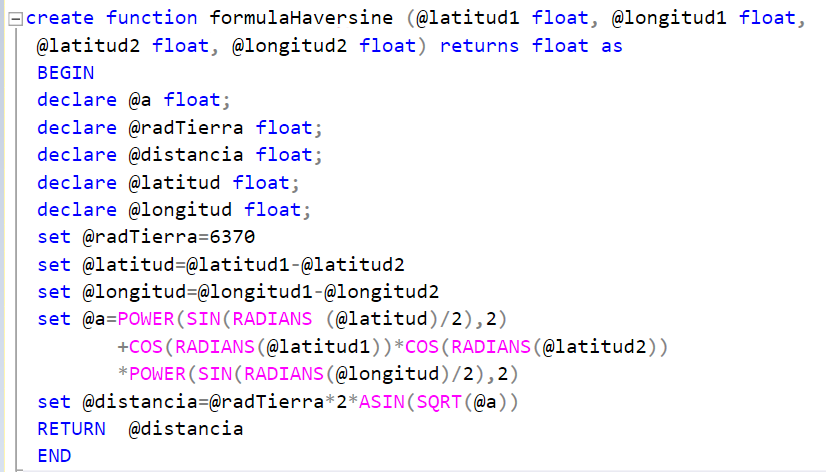 create function formulaHaversine (@latitud1 float, @longitud1 float,
@latitud2 float, @longitud2 float) returns float as
BEGIN
declare @a float;
declare @radTierra float;
declare @distancia float;
declare @latitud float;
declare @longitud float;
set @radTierra=6370
set @latitud=@latitud1-@latitud2
set @longitud=@longitud1-@longitud2
set @a=POWER(SIN(RADIANS (@latitud)/2),2)
+COS(RADIANS(@latitud1))*COS(RADIANS(@latitud2))
*POWER(SIN(RADIANS(@longitud)/2),2)
set @distancia=@radTierra*2*ASIN(SQRT(@a))
RETURN  @distancia
END